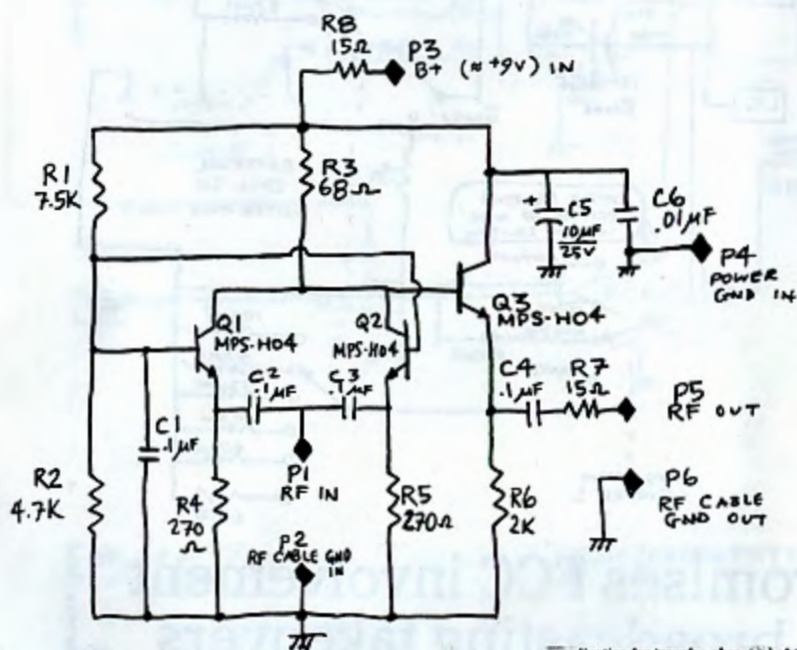 R8
15Ω
P3
B+ (≈ +9V) IN
R1
7.5K
R3
68Ω
+
C5
10µF
25V
C6
.01µF
P4
POWER
GND IN
Q1
MPS-H04
Q2
MPS-H04
Q3
MPS-H04
C2
.1µF
C3
.1µF
C4
.1µF
R7
15Ω
P5
RF OUT
C1
.1µF
P1
RF IN
R2
4.7K
R4
270
Ω
R5
270Ω
R6
2K
P6
RF CABLE
GND OUT
P2
RF CABLE GND
IN